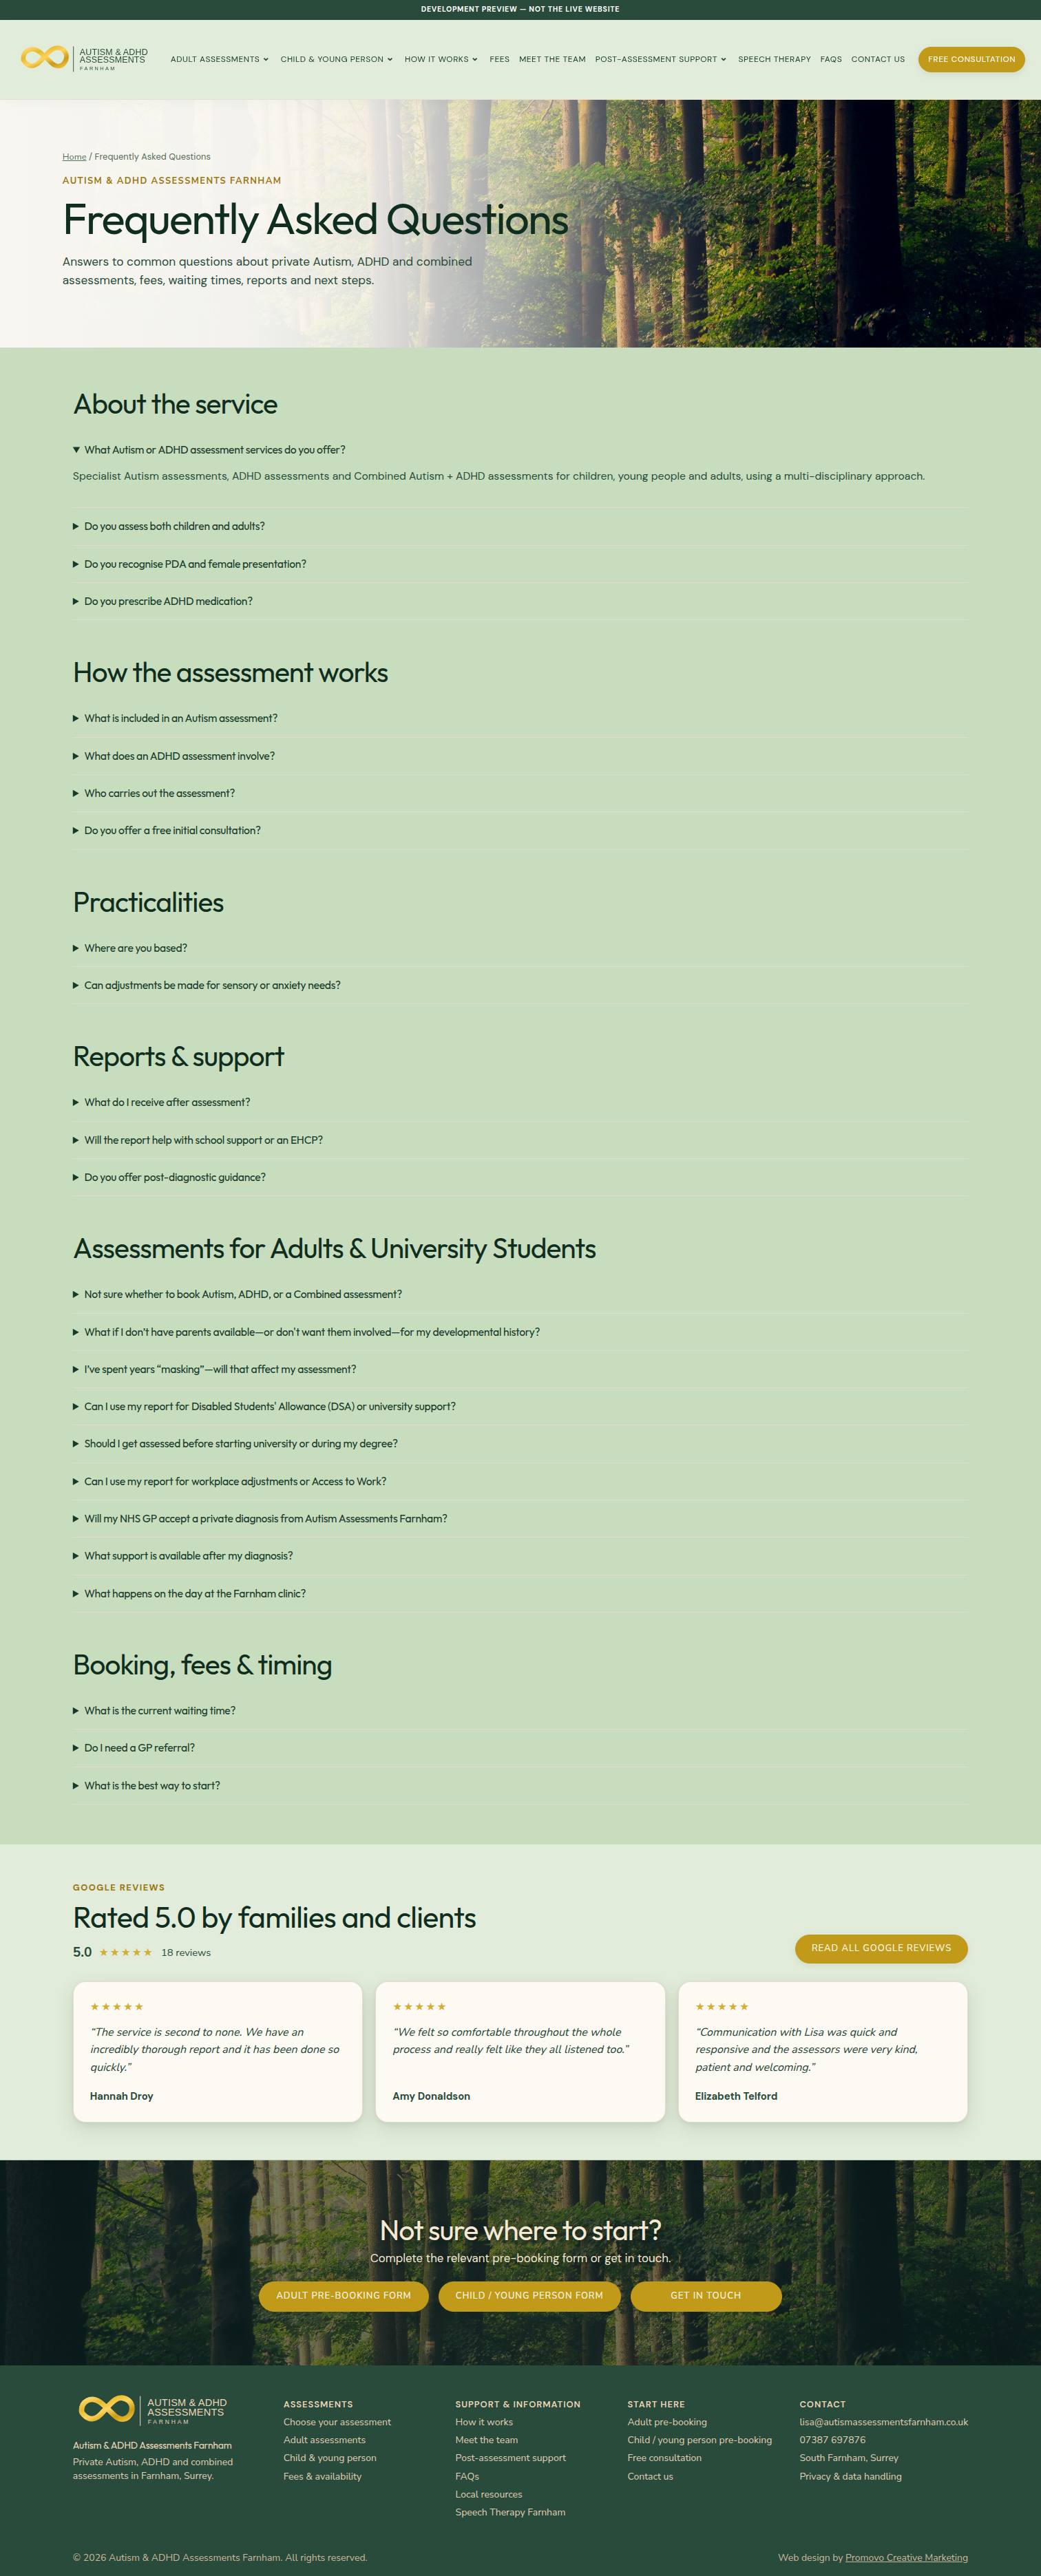 DEVELOPMENT PREVIEW — NOT THE LIVE WEBSITE
AUTISM & ADHD
ASSESSMENTS
FARNHAM
ADULT ASSESSMENTS CHILD & YOUNG PERSON HOW IT WORKS FEES MEET THE TEAM POST-ASSESSMENT SUPPORT SPEECH THERAPY FAQS CONTACT US FREE CONSULTATION
Home / Frequently Asked Questions
AUTISM & ADHD ASSESSMENTS FARNHAM
Frequently Asked Questions
Answers to common questions about private Autism, ADHD and combined
assessments, fees, waiting times, reports and next steps.
About the service
What Autism or ADHD assessment services do you offer?
Specialist Autism assessments, ADHD assessments and Combined Autism + ADHD assessments for children, young people and adults, using a multi-disciplinary approach.
Do you assess both children and adults?
Do you recognise PDA and female presentation?
Do you prescribe ADHD medication?
How the assessment works
What is included in an Autism assessment?
What does an ADHD assessment involve?
Who carries out the assessment?
Do you offer a free initial consultation?
Practicalities
Where are you based?
Can adjustments be made for sensory or anxiety needs?
Reports & support
What do I receive after assessment?
Will the report help with school support or an EHCP?
Do you offer post-diagnostic guidance?
Assessments for Adults & University Students
Not sure whether to book Autism, ADHD, or a Combined assessment?
What if I don’t have parents available—or don’t want them involved—for my developmental history?
I’ve spent years “masking”—will that affect my assessment?
Can I use my report for Disabled Students’ Allowance (DSA) or university support?
Should I get assessed before starting university or during my degree?
Can I use my report for workplace adjustments or Access to Work?
Will my NHS GP accept a private diagnosis from Autism Assessments Farnham?
What support is available after my diagnosis?
What happens on the day at the Farnham clinic?
Booking, fees & timing
What is the current waiting time?
Do I need a GP referral?
What is the best way to start?
GOOGLE REVIEWS
Rated 5.0 by families and clients
5.0 ★★★★★ 18 reviews
READ ALL GOOGLE REVIEWS
★★★★★
“The service is second to none. We have an
incredibly thorough report and it has been done so
quickly.”
Hannah Droy
★★★★★
“We felt so comfortable throughout the whole
process and really felt like they all listened too.”
Amy Donaldson
★★★★★
“Communication with Lisa was quick and
responsive and the assessors were very kind,
patient and welcoming.”
Elizabeth Telford
Not sure where to start?
Complete the relevant pre-booking form or get in touch.
ADULT PRE-BOOKING FORM CHILD / YOUNG PERSON FORM GET IN TOUCH
AUTISM & ADHD
ASSESSMENTS
FARNHAM
Autism & ADHD Assessments Farnham
Private Autism, ADHD and combined
assessments in Farnham, Surrey.
ASSESSMENTS
Choose your assessment
Adult assessments
Child & young person
Fees & availability
SUPPORT & INFORMATION
How it works
Meet the team
Post-assessment support
FAQs
Local resources
Speech Therapy Farnham
START HERE
Adult pre-booking
Child / young person pre-booking
Free consultation
Contact us
CONTACT
lisa@autismassessmentsfarnham.co.uk
07387 697876
South Farnham, Surrey
Privacy & data handling
© 2026 Autism & ADHD Assessments Farnham. All rights reserved.
Web design by Promovo Creative Marketing